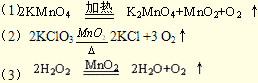 (1)2KMnO4 加热 K2MnO4+MnO2+O2 ↑
(2) 2KClO3 MnO2 △ 2KCl+3 O2↑
(3) 2H2O2 MnO2 2H2O+O2 ↑